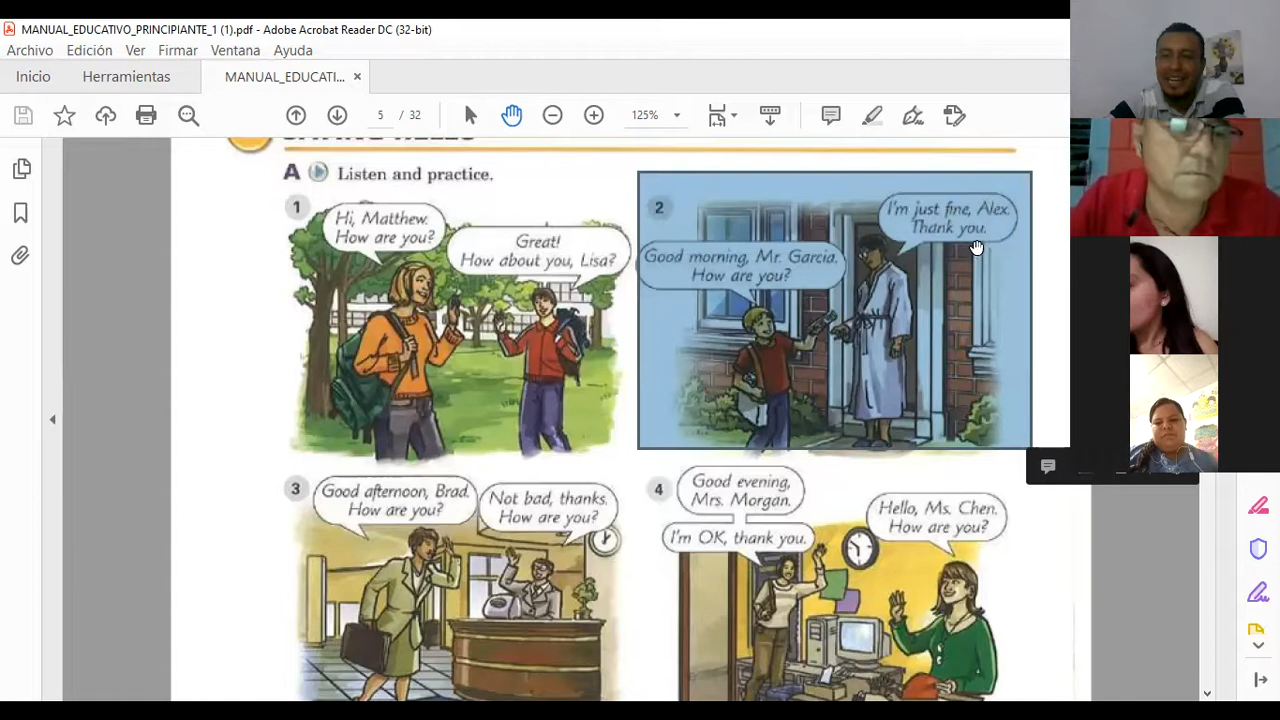 MANUAL_EDUCATIVO_PRINCIPIANTE_1 (1).pdf - Adobe Acrobat Reader DC (32-bit)
Archivo Edición Ver Firmar Ventana Ayuda
Inicio Herramientas MANUAL_EDUCATI... ×
5 / 32 125%
A Listen and practice.
1
Hi, Matthew.
How are you?
Great!
How about you, Lisa?
2
Good morning, Mr. Garcia.
How are you?
I'm just fine, Alex.
Thank you.
3
Good afternoon, Brad.
How are you?
Not bad, thanks.
How are you?
4
Good evening,
Mrs. Morgan.
I'm OK, thank you.
Hello, Ms. Chen.
How are you?